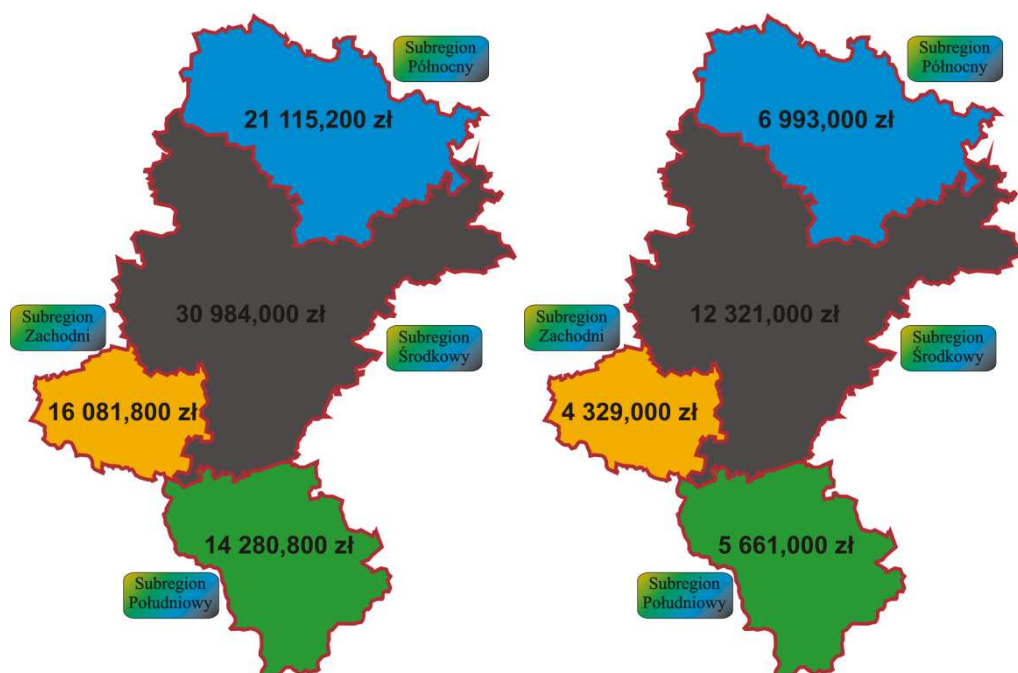 Subregion
Północny
21 115,200 zł
30 984,000 zł
Subregion
Zachodni
Subregion
Środkowy
16 081,800 zł
14 280,800 zł
Subregion
Południowy
Subregion
Północny
6 993,000 zł
12 321,000 zł
Subregion
Zachodni
Subregion
Środkowy
4 329,000 zł
5 661,000 zł
Subregion
Południowy